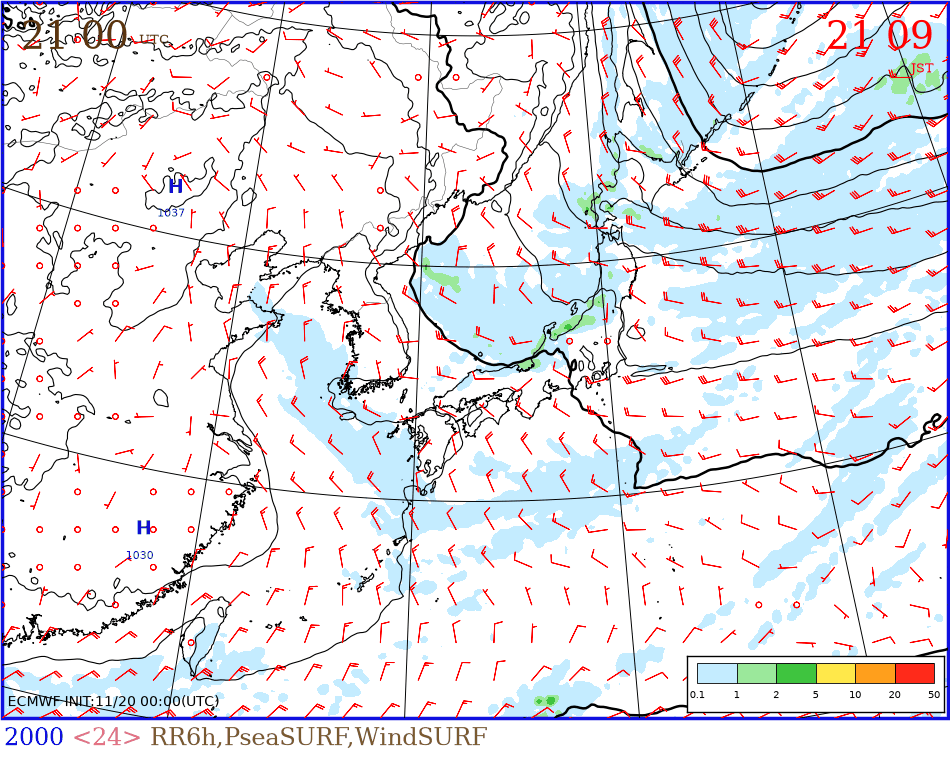 21 00 UTC 21 09
JST
H
1037
H
1030
0.1 1 2 5 10 20 50
ECMWF INIT:11/20 00:00(UTC)
2000 <24> RR6h,PseaSURF,WindSURF